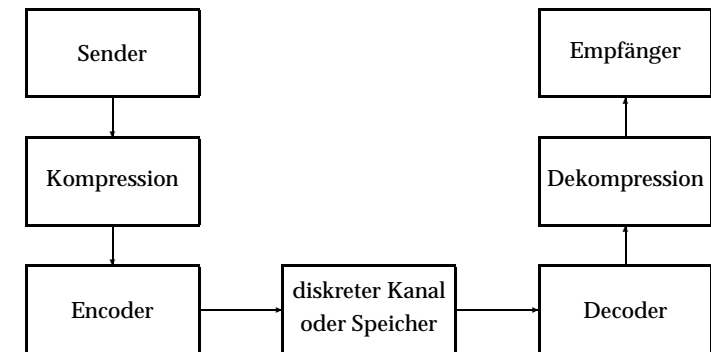 Sender
Empfänger
Kompression
Dekompression
Encoder
diskreter Kanal
oder Speicher
Decoder